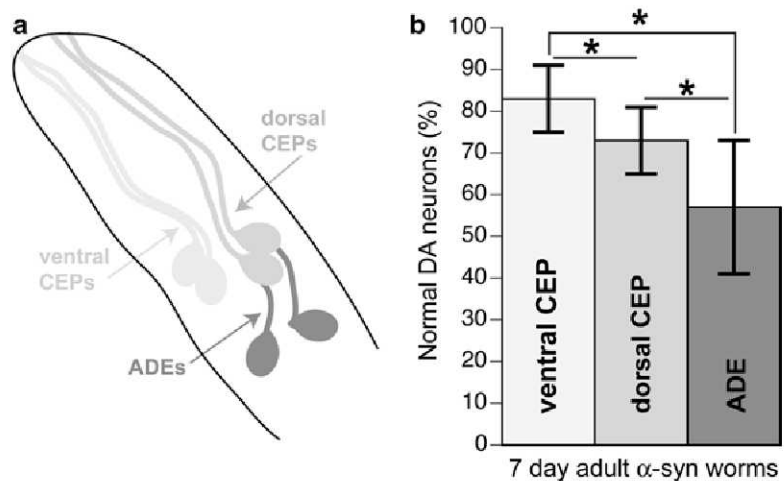 a
dorsal
CEPs
ventral
CEPs
ADEs
b
Normal DA neurons (%)
100
90
80
70
60
50
40
30
20
10
0
*
*
*
ventral CEP
dorsal CEP
ADE
7 day adult α-syn worms